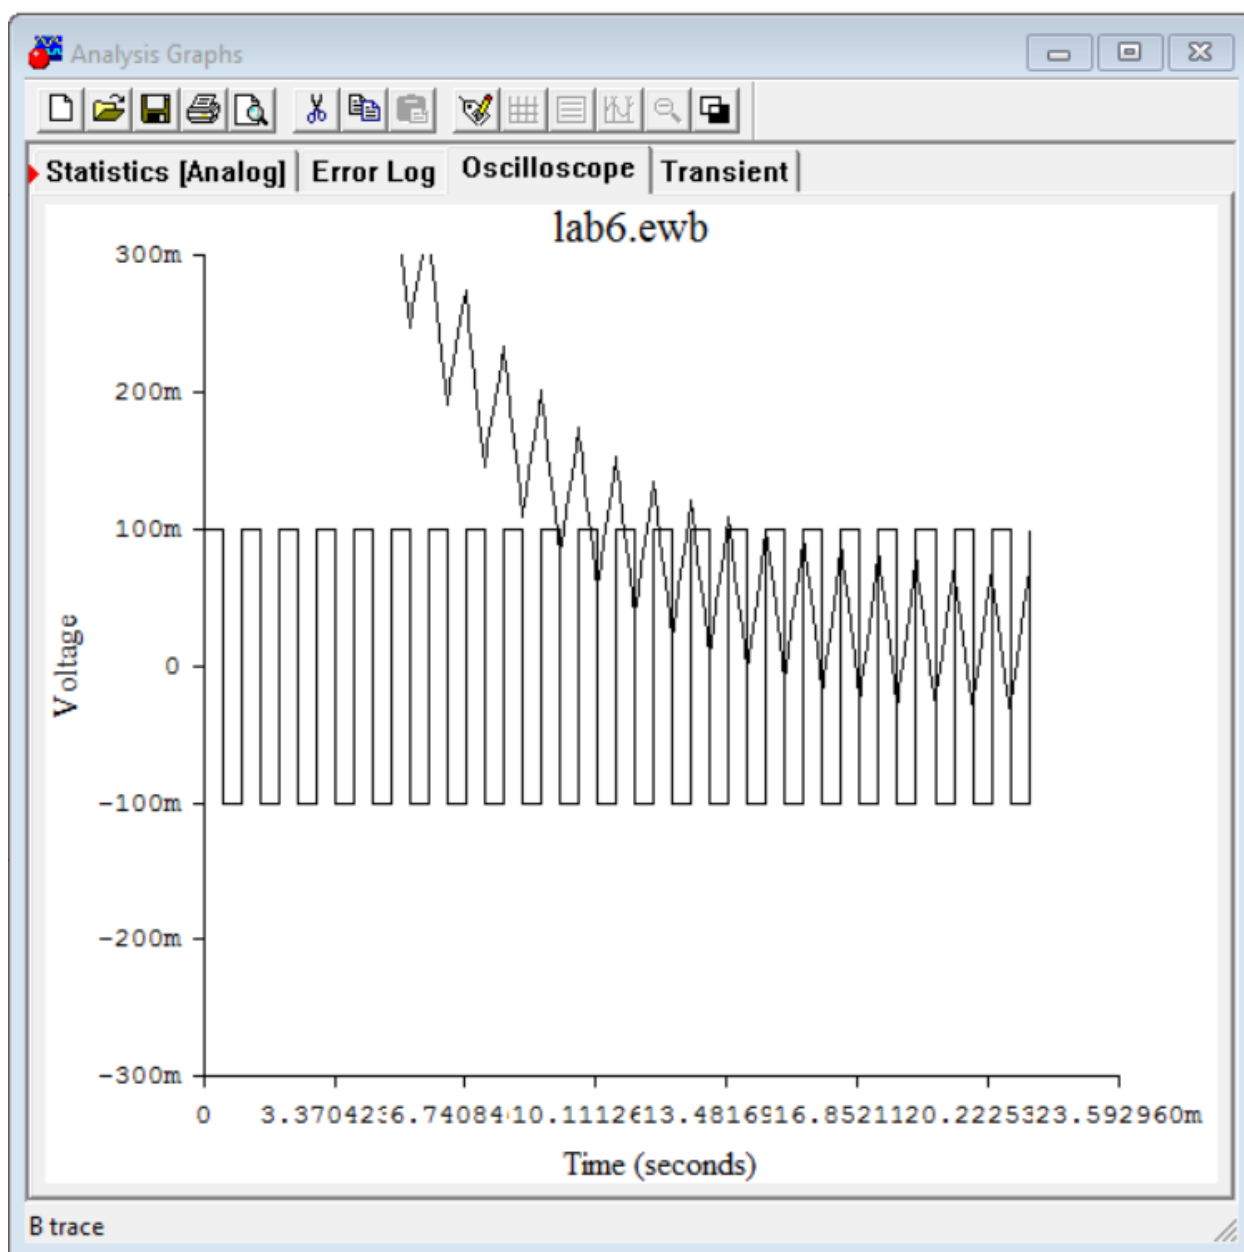 Analysis Graphs
Statistics [Analog] Error Log Oscilloscope Transient
lab6.ewb
300m
200m
100m
0
-100m
-200m
-300m
Voltage
0 23.592960m
Time (seconds)
B trace